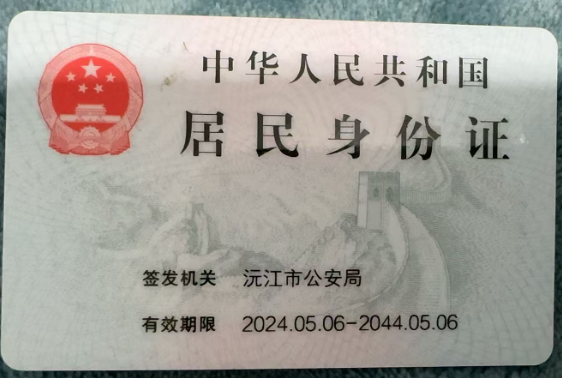 中华人民共和国
居民身份证
签发机关 沅江市公安局
有效期限 2024.05.06-2044.05.06